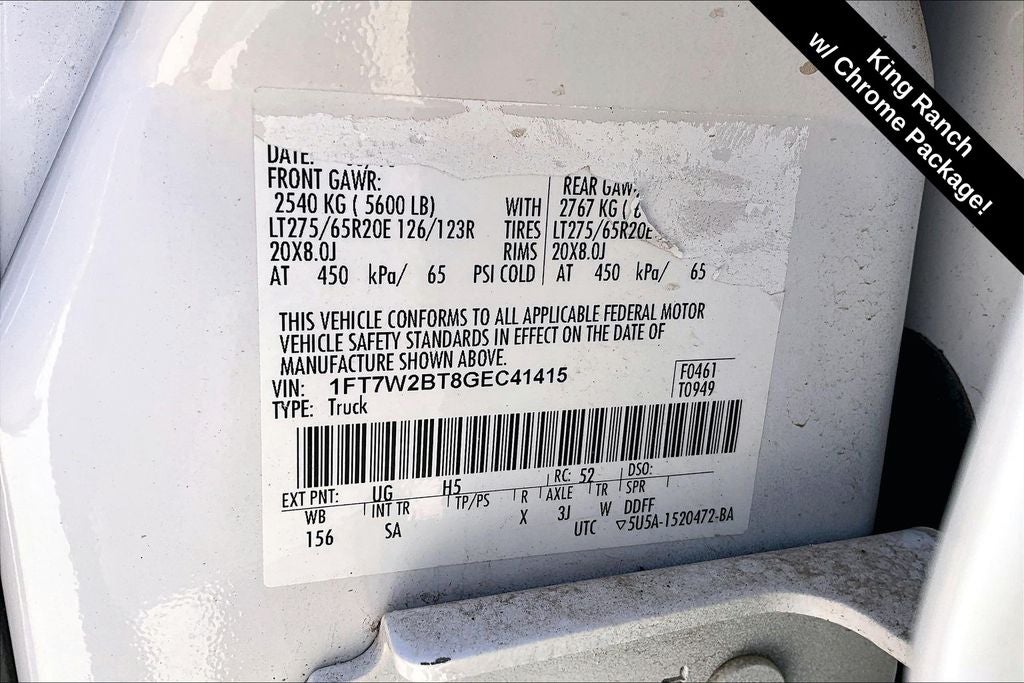 King Ranch
w/ Chrome Package!
DATE:
FRONT GAWR:
2540 KG ( 5600 LB)
LT275/65R20E 126/123R
20X8.0J
AT 450 kPa/ 65 PSI COLD
WITH
TIRES
RIMS
REAR GAW
2767 KG (
LT275/65R20E
20X8.0J
AT 450 kPa/ 65
THIS VEHICLE CONFORMS TO ALL APPLICABLE FEDERAL MOTOR
VEHICLE SAFETY STANDARDS IN EFFECT ON THE DATE OF
MANUFACTURE SHOWN ABOVE.
VIN: 1FT7W2BT8GEC41415
TYPE: Truck
F0461
T0949
EXT PNT: UG H5 RC: 52 DSO:
WB INT TR TP/PS R AXLE TR SPR
156 SA X 3J W DDFF
UTC ▽5U5A-1520472-BA